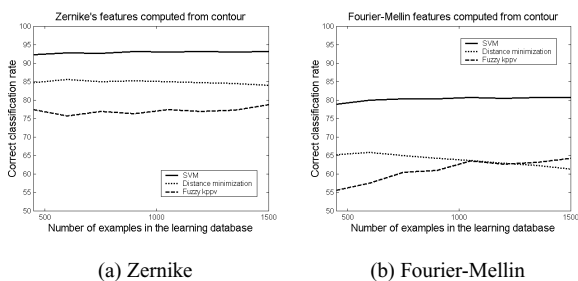 Zernike's features computed from contour
100
95
90
85
80
75
70
65
60
55
50
Correct classification rate
SVM
Distance minimization
Fuzzy kppv
500 1000 1500
Number of examples in the learning database
(a) Zernike
Fourier-Mellin features computed from contour
100
95
90
85
80
75
70
65
60
55
50
Correct classification rate
SVM
Distance minimization
Fuzzy kppv
500 1000 1500
Number of examples in the learning database
(b) Fourier-Mellin